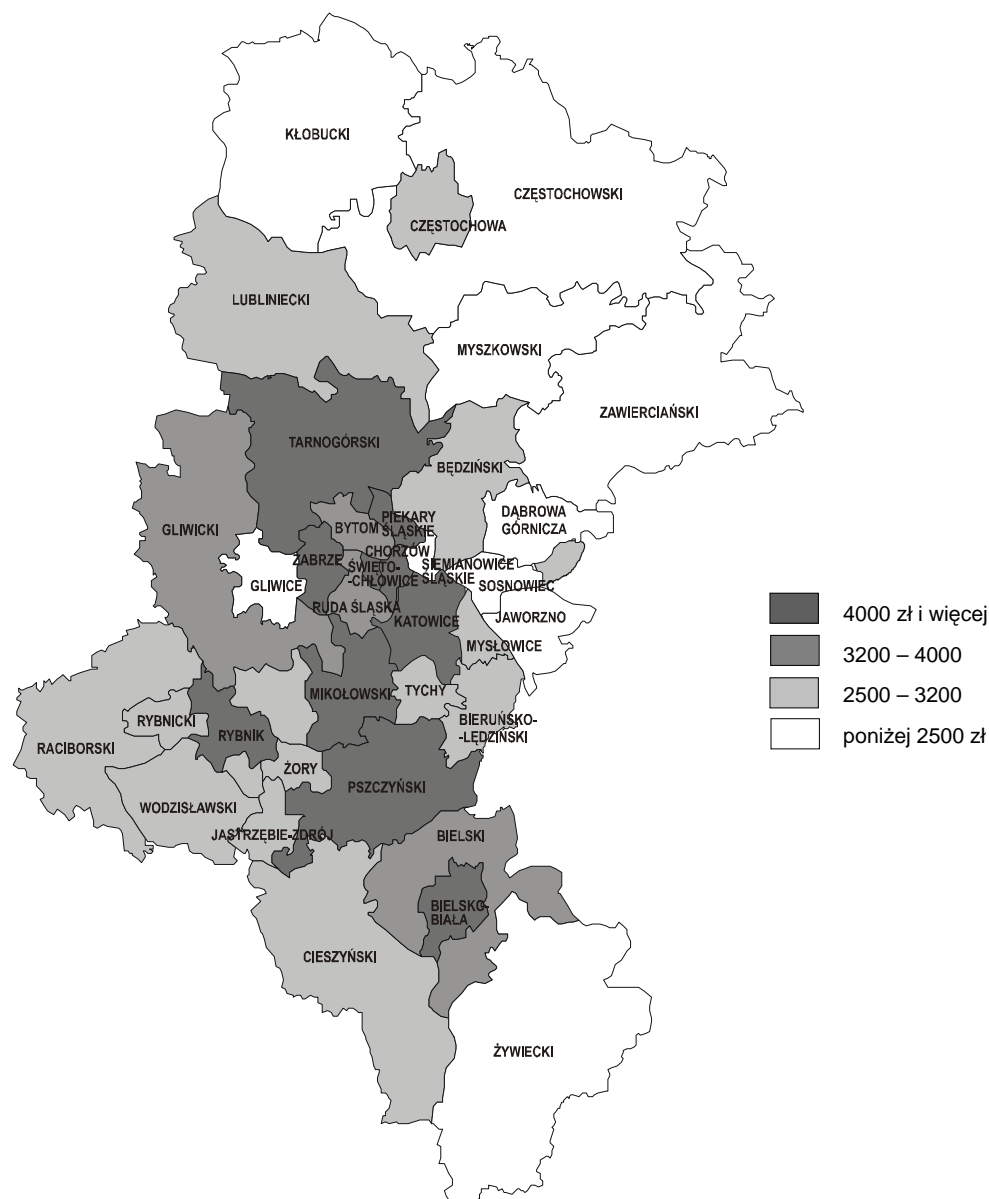 KŁOBUCKI
CZĘSTOCHOWSKI
CZĘSTOCHOWA
LUBLINIECKI
MYSZKOWSKI
ZAWIERCIAŃSKI
TARNOGÓRSKI
BĘDZIŃSKI
DĄBROWA
GÓRNICZA
GLIWICKI
BYTOM
PIEKARY
ŚLĄSKIE
CHORZÓW
ZABRZE
ŚWIĘTO-
-CHŁOWICE
SIEMIANOWICE
ŚLĄSKIE
SOSNOWIEC
GLIWICE
RUDA ŚLĄSKA
KATOWICE
JAWORZNO
MYSŁOWICE
4000 zł i więcej
3200 – 4000
2500 – 3200
poniżej 2500 zł
MIKOŁOWSKI
TYCHY
BIERUŃSKO-
-LĘDZIŃSKI
RYBNICKI
RYBNIK
RACIBORSKI
ŻORY
PSZCZYŃSKI
WODZISŁAWSKI
JASTRZĘBIE-ZDRÓJ
BIELSKI
BIELSKO-
BIAŁA
CIESZYŃSKI
ŻYWIECKI